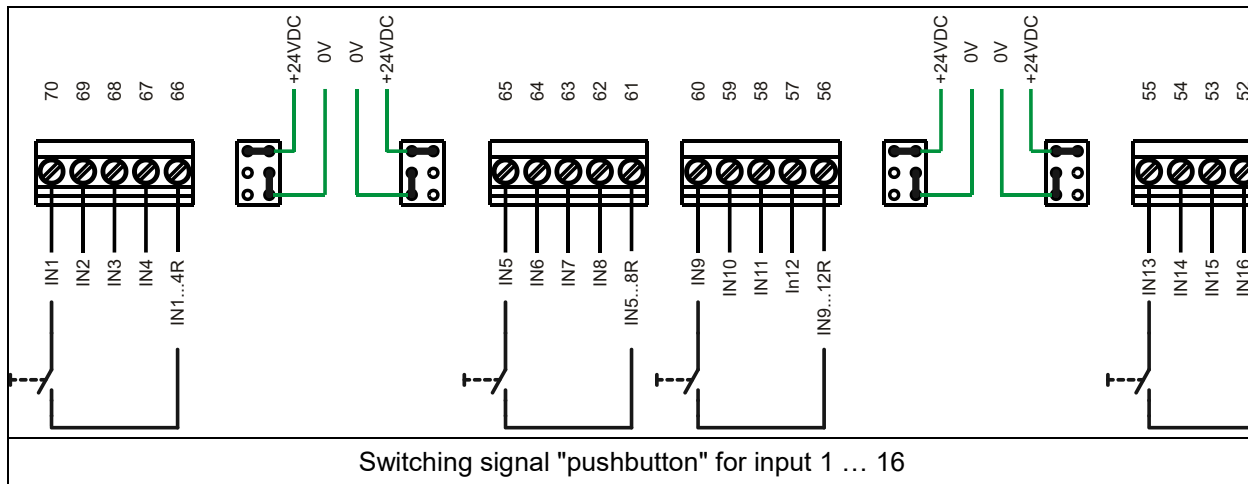 +24VDC
0V
0V
+24VDC
+24VDC
0V
0V
+24VDC
70
69
68
67
66
65
64
63
62
61
60
59
58
57
56
55
54
53
52
IN1
IN2
IN3
IN4
IN1...4R
IN5
IN6
IN7
IN8
IN5...8R
IN9
IN10
IN11
In12
IN9...12R
IN13
IN14
IN15
IN16
Switching signal "pushbutton" for input 1 … 16